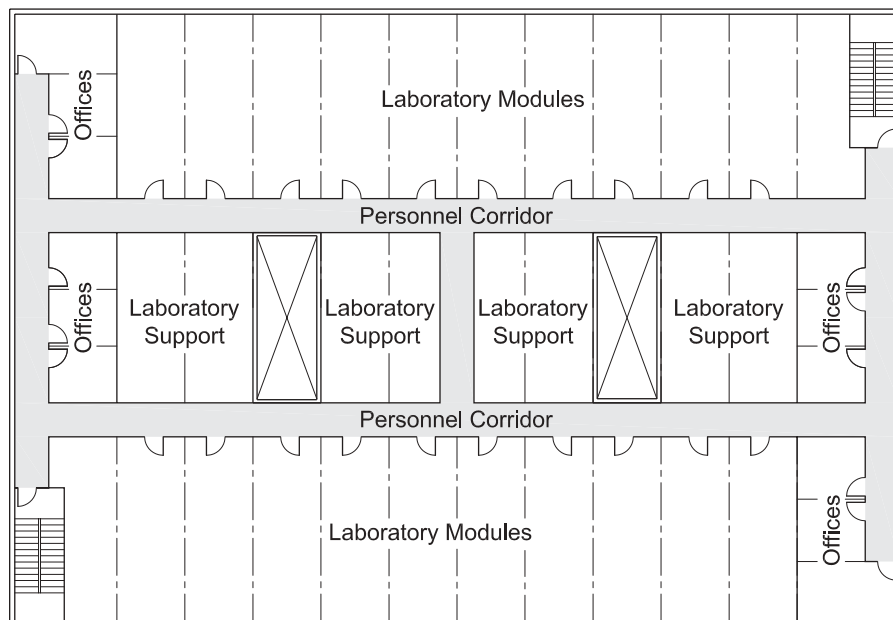 Offices
Laboratory Modules
Personnel Corridor
Offices
Laboratory
Support
Laboratory
Support
Laboratory
Support
Laboratory
Support
Offices
Personnel Corridor
Laboratory Modules
Offices